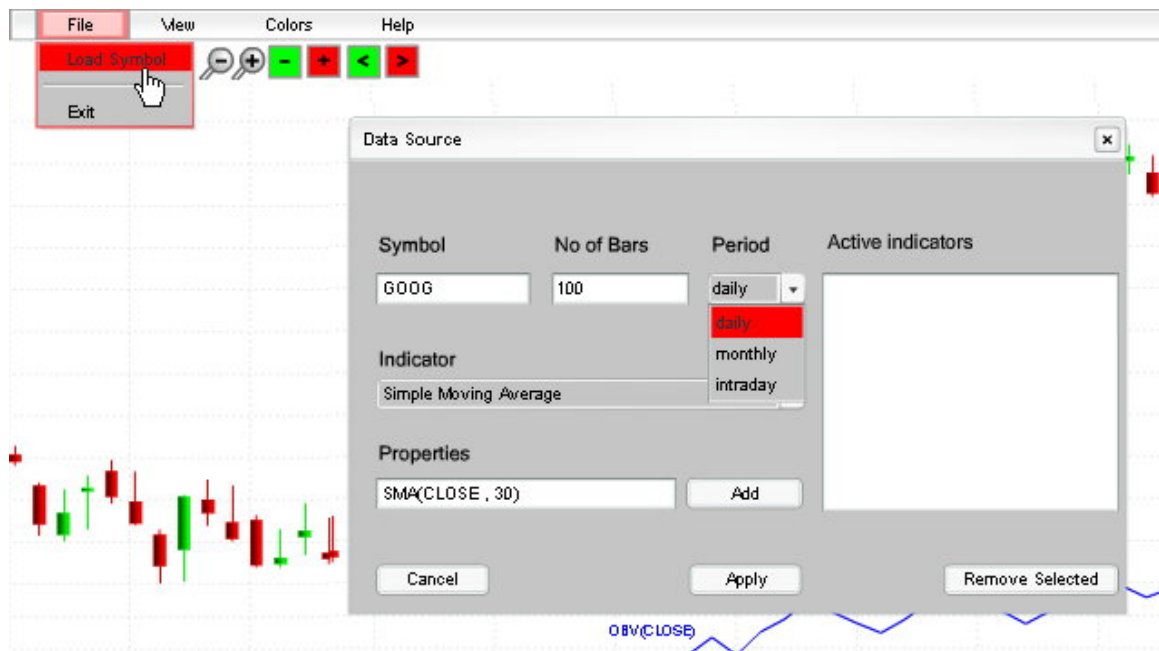 File View Colors Help
Load Symbol
Exit
Data Source
Symbol No of Bars Period Active indicators
GOOG 100 daily
daily
monthly
intraday
Indicator
Simple Moving Average
Properties
SMA(CLOSE , 30) Add
Cancel Apply Remove Selected
OBV(CLOSE)